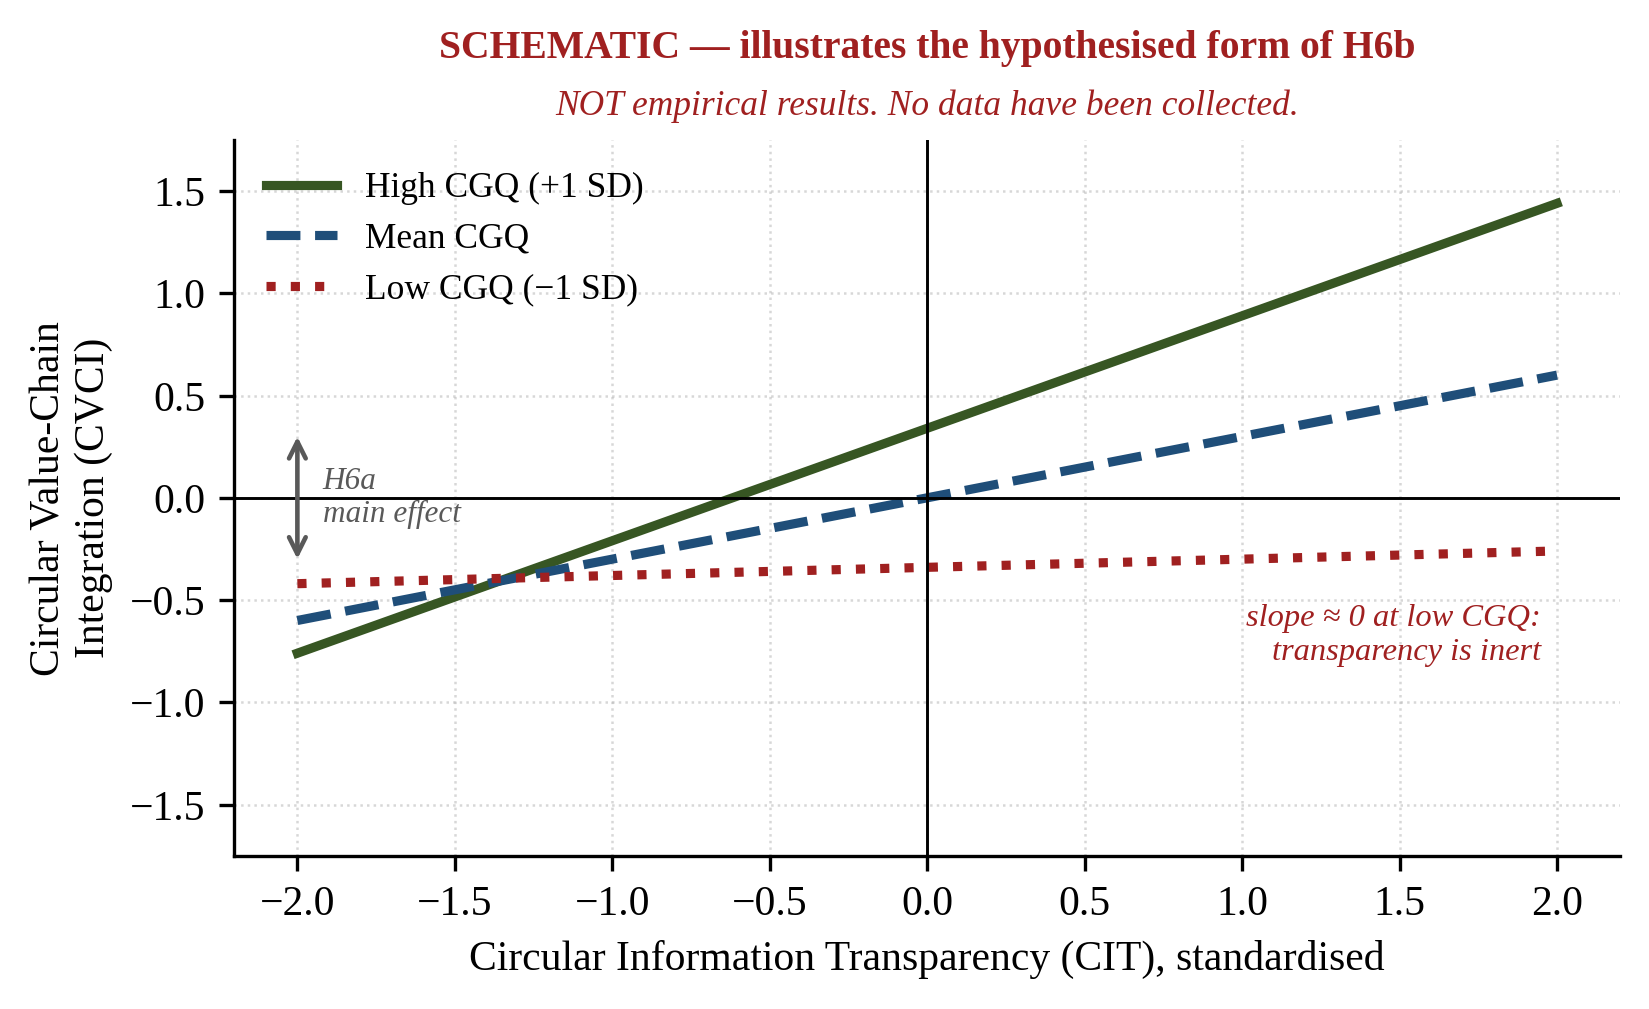 SCHEMATIC — illustrates the hypothesised form of H6b
NOT empirical results. No data have been collected.
High CGQ (+1 SD)
Mean CGQ
Low CGQ (−1 SD)
1.5
1.0
0.5
0.0
−0.5
−1.0
−1.5
Circular Value-Chain
Integration (CVCI)
H6a
main effect
slope ≈ 0 at low CGQ:
transparency is inert
−2.0 −1.5 −1.0 −0.5 0.0 0.5 1.0 1.5 2.0
Circular Information Transparency (CIT), standardised